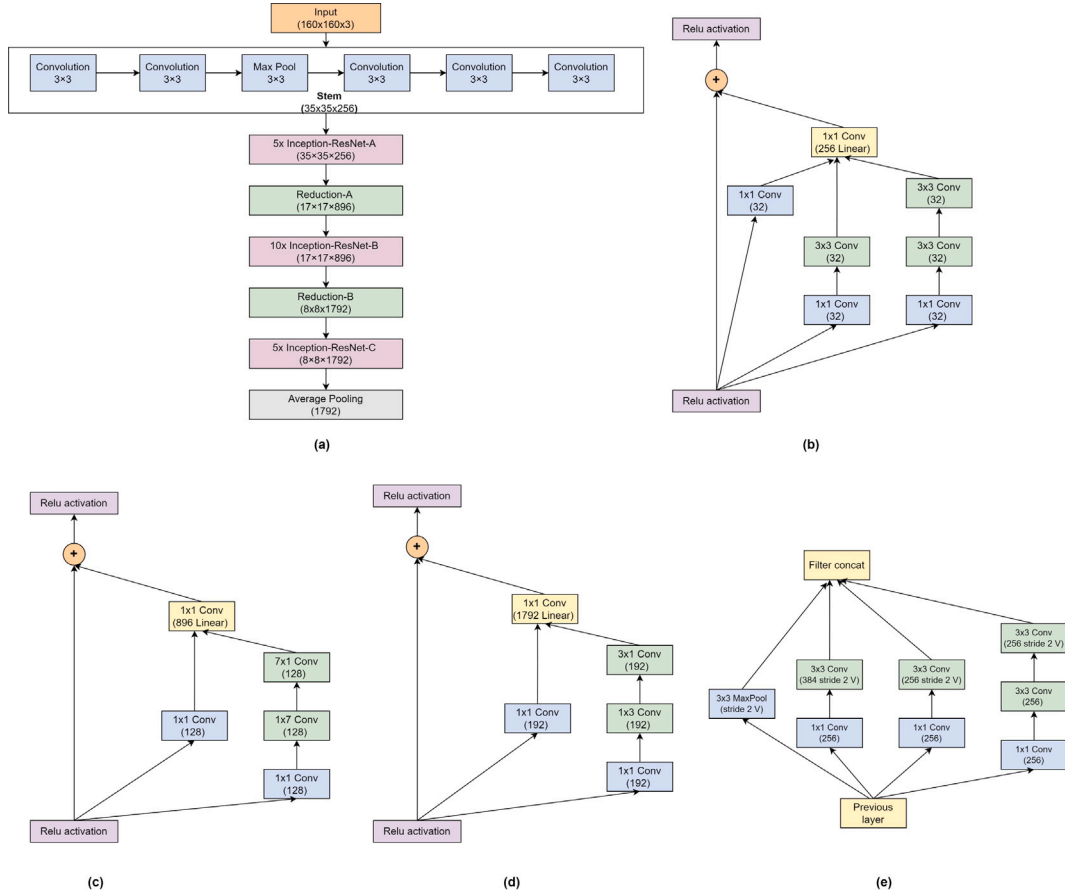 Input
(160x160x3)
Convolution
3×3
Convolution
3×3
Max Pool
3×3
Convolution
3×3
Convolution
3×3
Convolution
3×3
Stem
(35x35x256)
5x Inception-ResNet-A
(35×35×256)
Reduction-A
(17×17×896)
10x Inception-ResNet-B
(17×17×896)
Reduction-B
(8x8x1792)
5x Inception-ResNet-C
(8×8×1792)
Average Pooling
(1792)
(a)
Relu activation
+
1x1 Conv
(256 Linear)
1x1 Conv
(32)
3x3 Conv
(32)
3x3 Conv
(32)
3x3 Conv
(32)
1x1 Conv
(32)
1x1 Conv
(32)
Relu activation
(b)
Relu activation
+
1x1 Conv
(896 Linear)
7x1 Conv
(128)
1x1 Conv
(128)
1x7 Conv
(128)
1x1 Conv
(128)
Relu activation
(c)
Relu activation
+
1x1 Conv
(1792 Linear)
3x1 Conv
(192)
1x1 Conv
(192)
1x3 Conv
(192)
1x1 Conv
(192)
Relu activation
(d)
Filter concat
3x3 Conv
(256 stride 2 V)
3x3 MaxPool
(stride 2 V)
3x3 Conv
(384 stride 2 V)
3x3 Conv
(256 stride 2 V)
3x3 Conv
(256)
1x1 Conv
(256)
1x1 Conv
(256)
1x1 Conv
(256)
Previous
layer
(e)